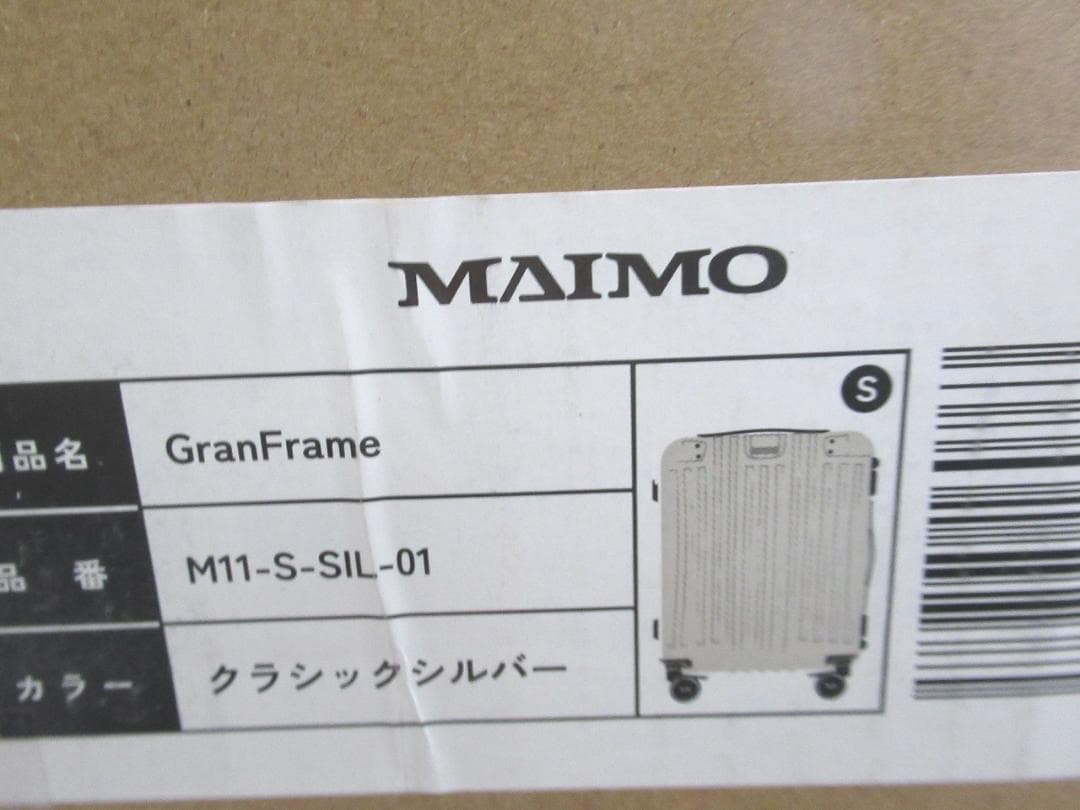 MAIMO
S
商品名 GranFrame
品番 M11-S-SIL-01
カラー クラシックシルバー